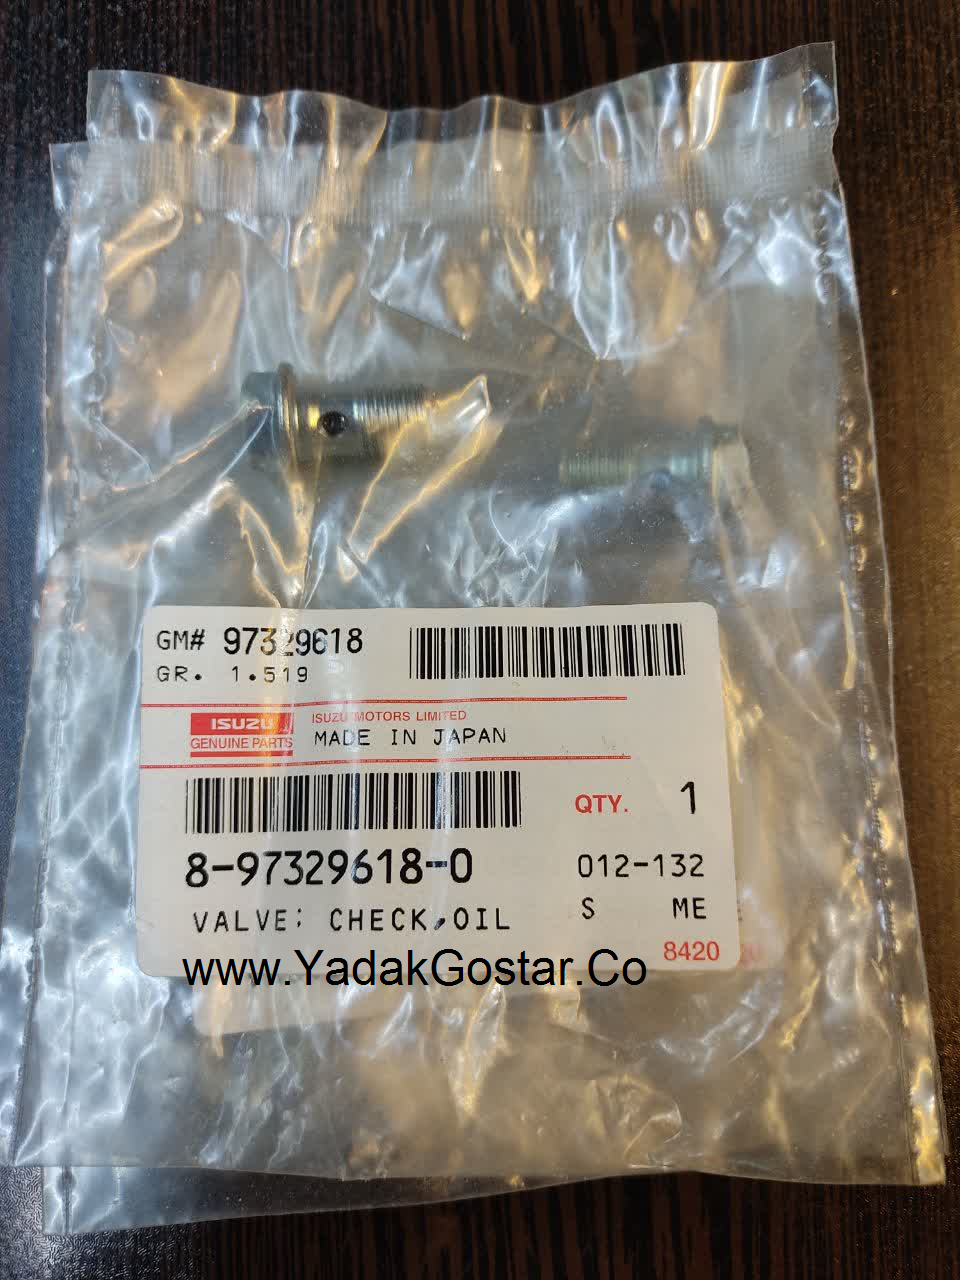 GM# 97329618
GR. 1.519
ISUZU
GENUINE PARTS
ISUZU MOTORS LIMITED
MADE IN JAPAN
QTY. 1
8-97329618-0
012-132
VALVE; CHECK,OIL
S ME
8420
www.YadakGostar.Co